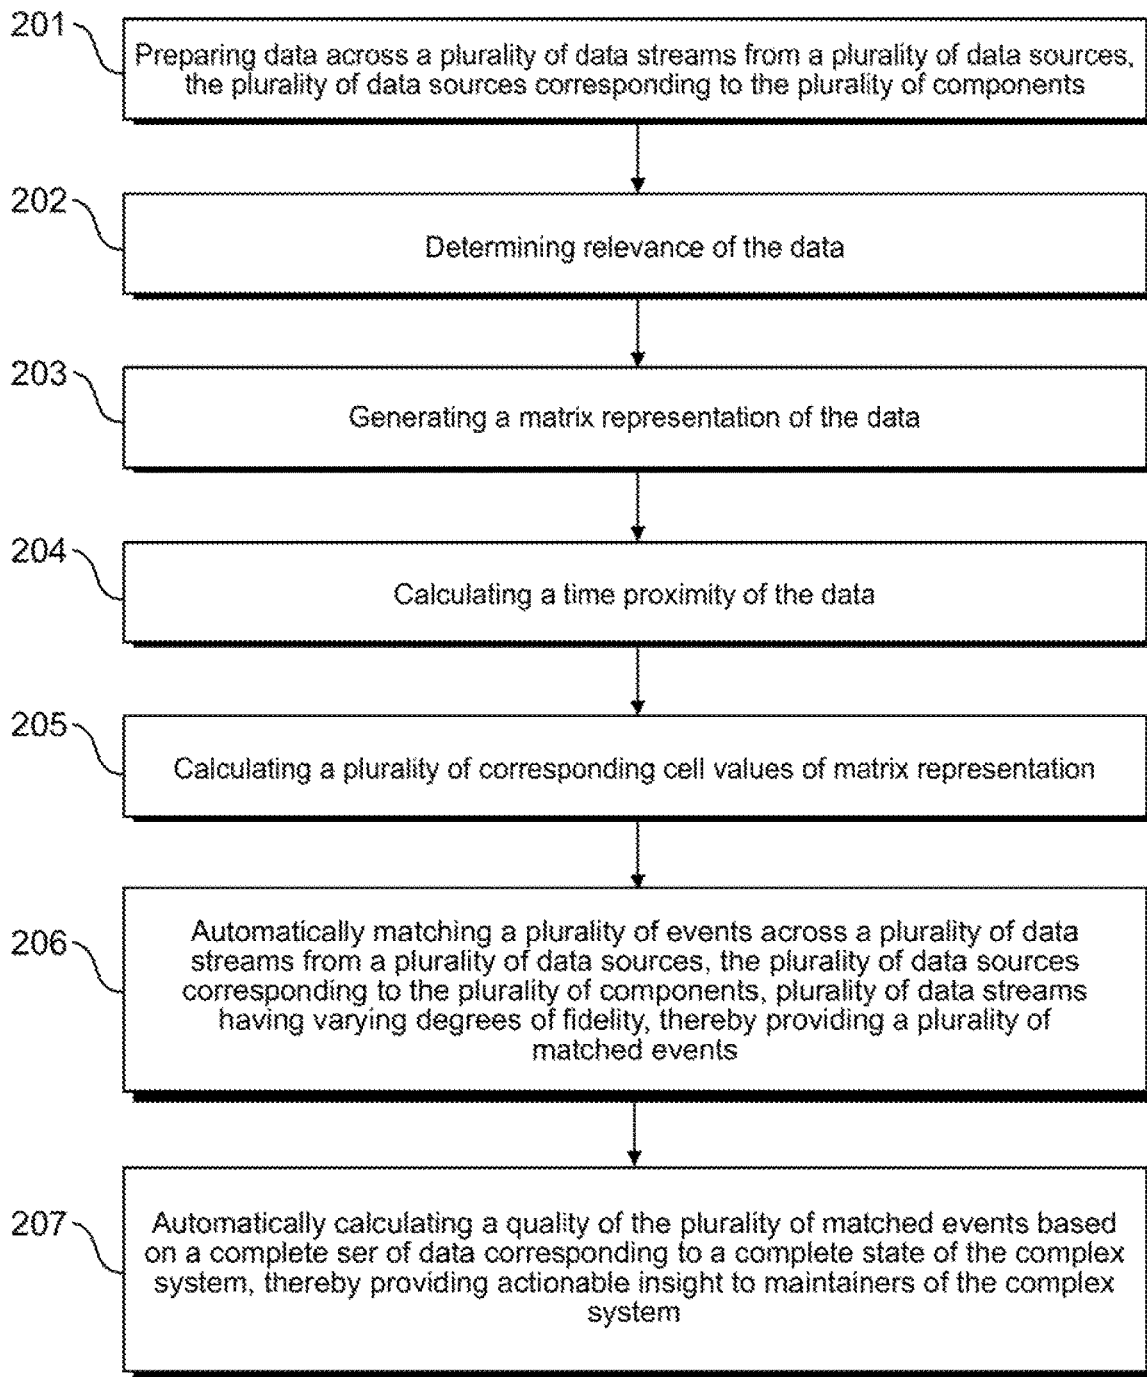 201
Preparing data across a plurality of data streams from a plurality of data sources,
the plurality of data sources corresponding to the plurality of components
202
Determining relevance of the data
203
Generating a matrix representation of the data
204
Calculating a time proximity of the data
205
Calculating a plurality of corresponding cell values of matrix representation
206
Automatically matching a plurality of events across a plurality of data
streams from a plurality of data sources, the plurality of data sources
corresponding to the plurality of components, plurality of data streams
having varying degrees of fidelity, thereby providing a plurality of
matched events
207
Automatically calculating a quality of the plurality of matched events based
on a complete ser of data corresponding to a complete state of the complex
system, thereby providing actionable insight to maintainers of the complex
system